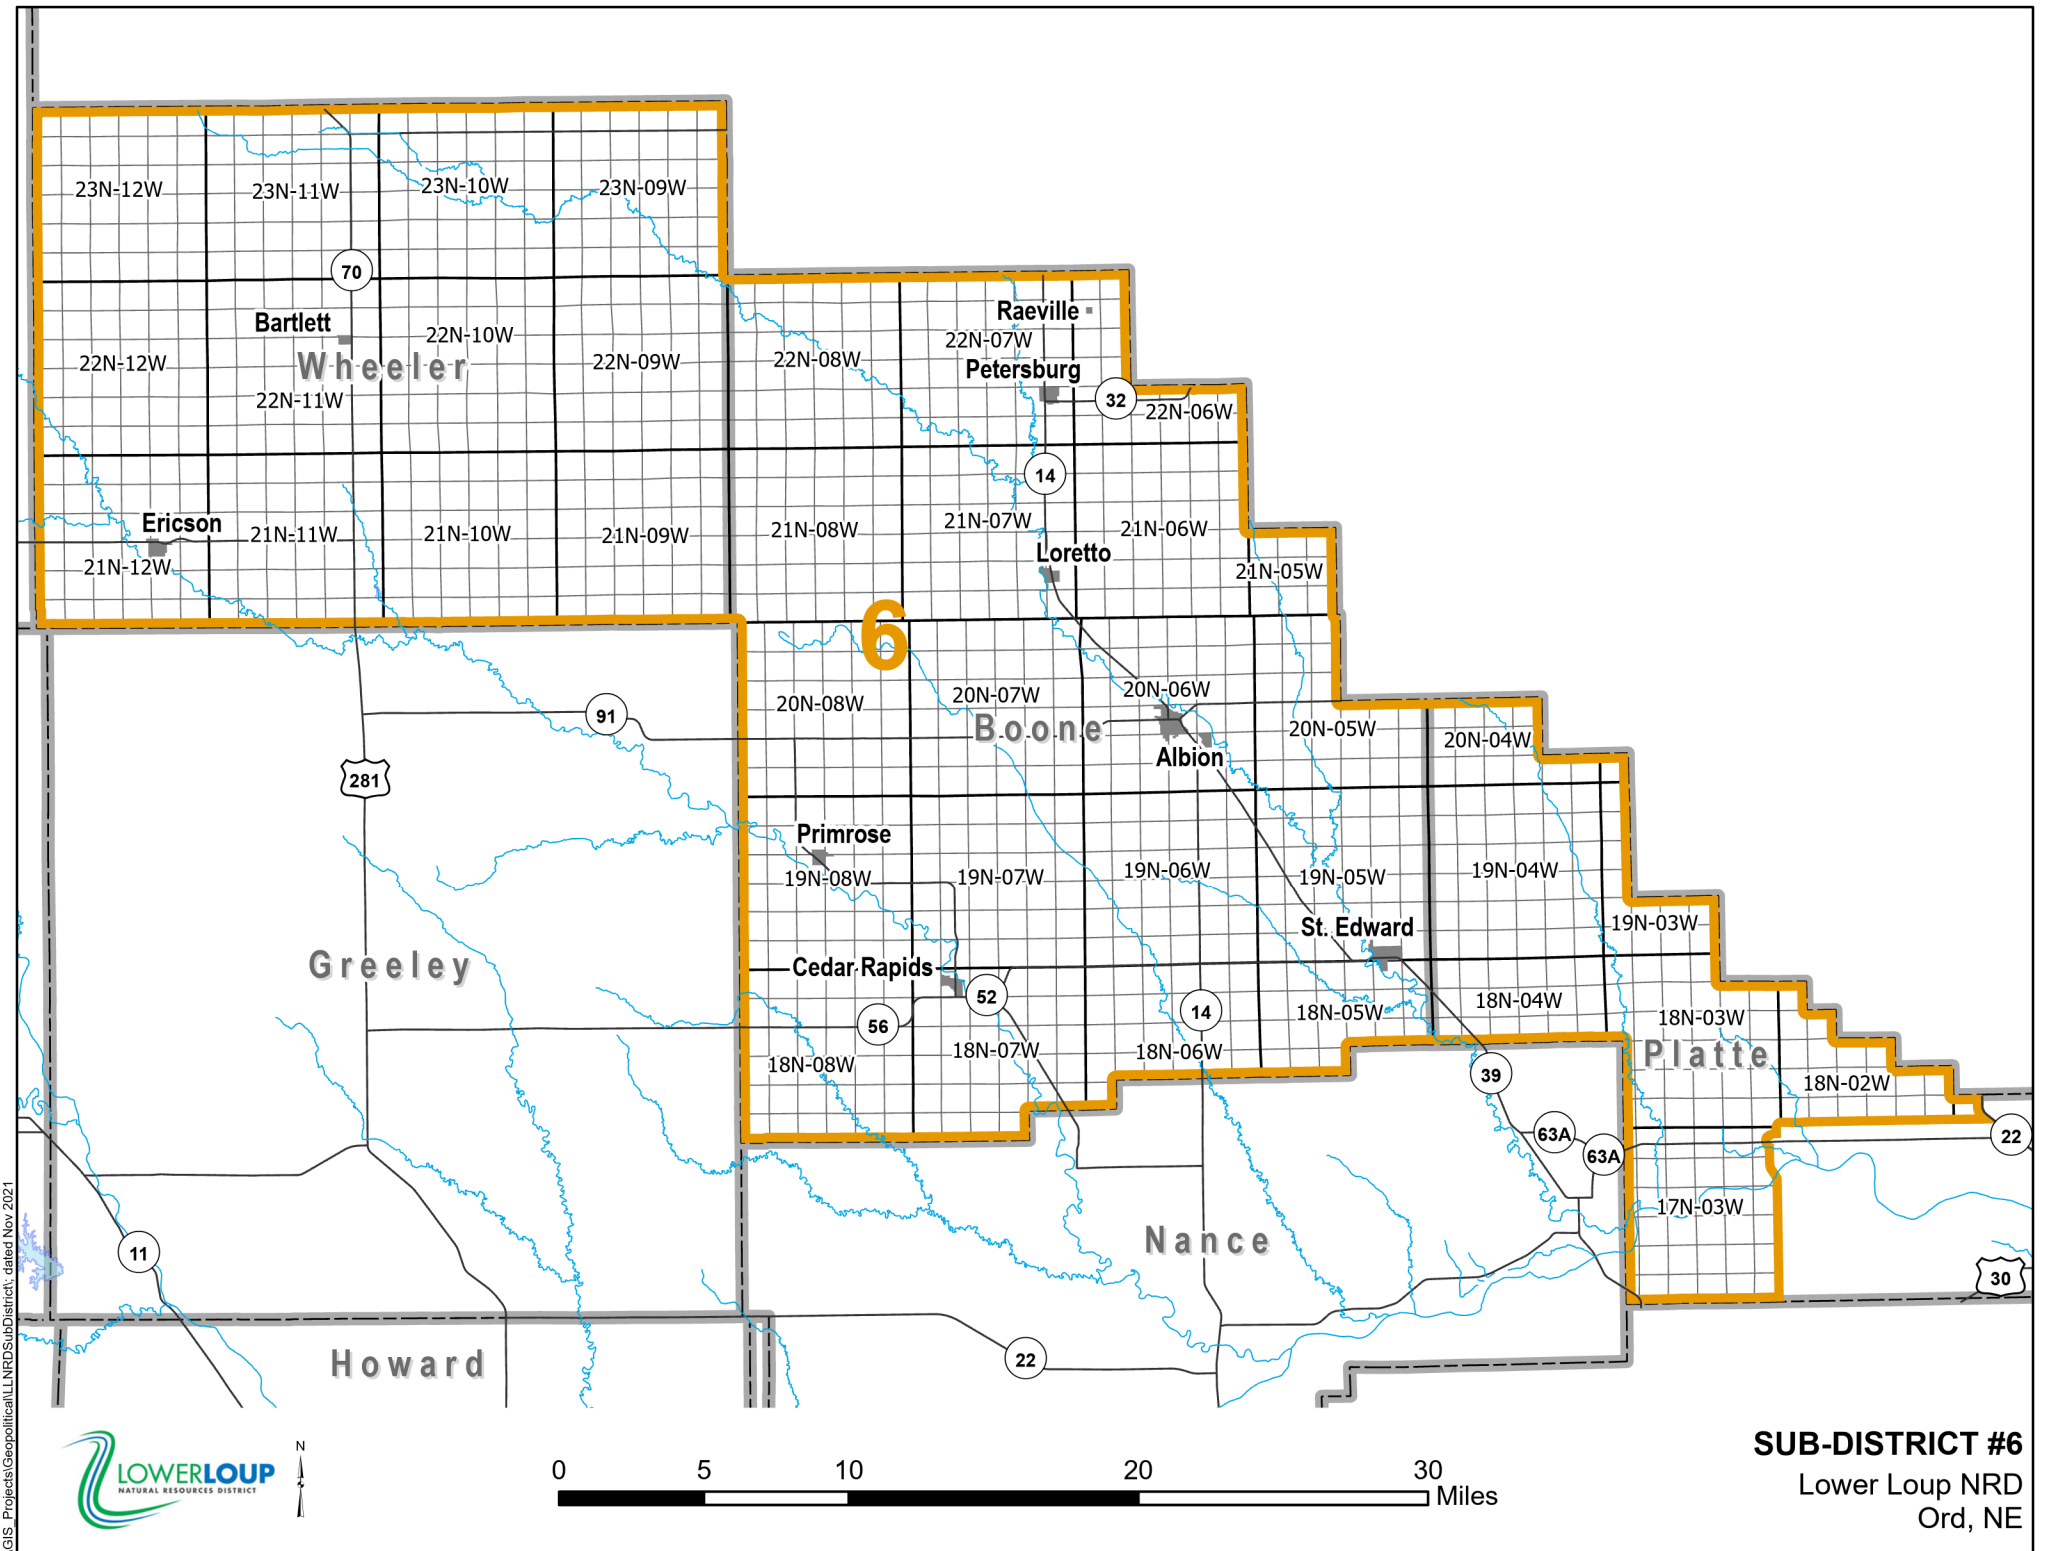 23N-12W
23N-11W
23N-10W
23N-09W
70
Bartlett
Wheeler
22N-12W
22N-11W
22N-10W
22N-09W
22N-08W
22N-07W
Raeville
Petersburg
32
22N-06W
14
Ericson
21N-12W
21N-11W
21N-10W
21N-09W
21N-08W
21N-07W
21N-06W
Loretto
21N-05W
6
20N-08W
20N-07W
20N-06W
Boone
Albion
20N-05W
20N-04W
91
281
Primrose
19N-08W
19N-07W
19N-06W
19N-05W
19N-04W
19N-03W
St. Edward
Greeley
Cedar Rapids
52
56
14
18N-08W
18N-07W
18N-06W
18N-05W
18N-04W
18N-03W
Platte
18N-02W
39
63A
63A
22
17N-03W
Nance
11
30
22
Howard
GIS_Projects\Geopolitical\LLNRDSubDistrict\; dated Nov 2021
LOWERLOUP
NATURAL RESOURCES DISTRICT
N
0 5 10 20 30
Miles
SUB-DISTRICT #6
Lower Loup NRD
Ord, NE